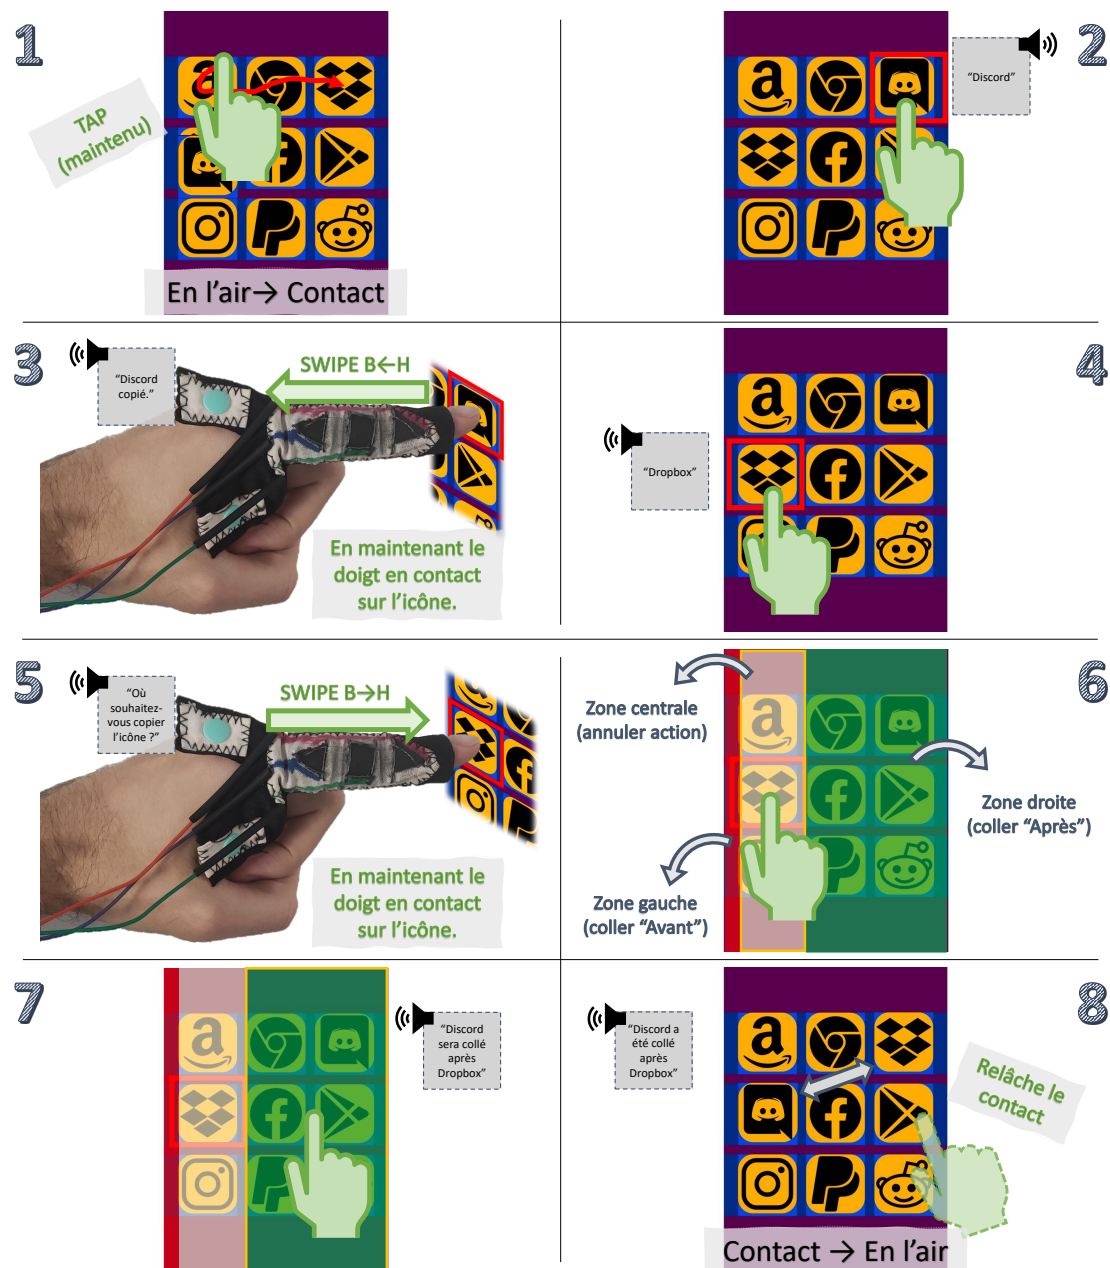 1
TAP
(maintenu)
En l'air→ Contact
2
"Discord"
3
"Discord
copié."
SWIPE B←H
En maintenant le
doigt en contact
sur l'icône.
4
"Dropbox"
5
"Où
souhaitez-
vous copier
l'icône ?"
SWIPE B→H
En maintenant le
doigt en contact
sur l'icône.
6
Zone centrale
(annuler action)
Zone droite
(coller "Après")
Zone gauche
(coller "Avant")
7
"Discord
sera collé
après
Dropbox"
8
"Discord a
été collé
après
Dropbox"
Relâche le
contact
Contact → En l'air